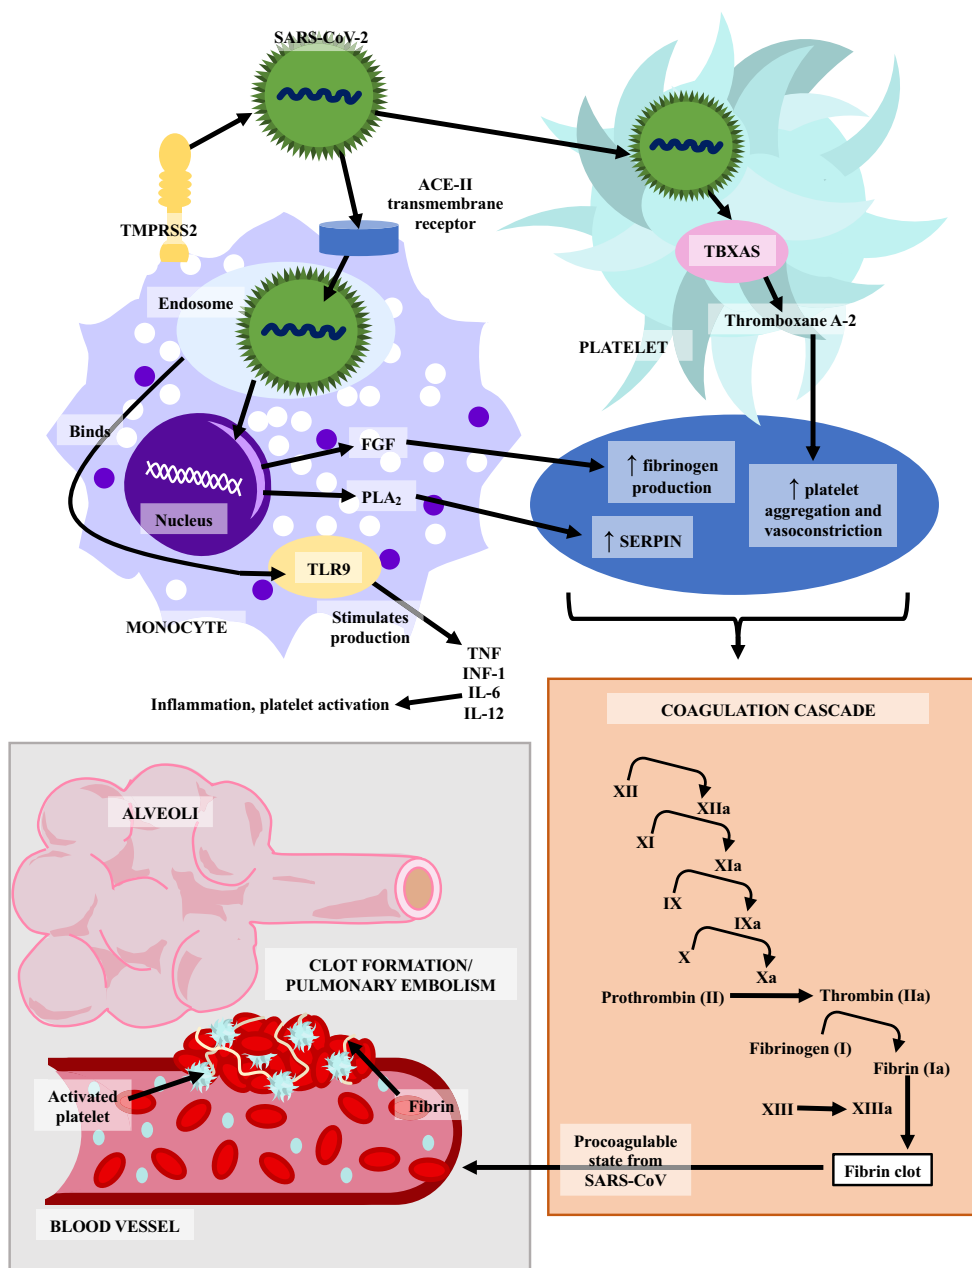 SARS-CoV-2
ACE-II
transmembrane
receptor
TMPRSS2
TBXAS
Endosome
Thromboxane A-2
PLATELET
Binds
FGF
↑ fibrinogen
production
PLA₂
↑ platelet
aggregation and
vasoconstriction
Nucleus
↑ SERPIN
TLR9
MONOCYTE
Stimulates
production
TNF
INF-1
IL-6
IL-12
Inflammation, platelet activation
COAGULATION CASCADE
XII
XIIa
XI
XIa
IX
IXa
X
Xa
Prothrombin (II)
Thrombin (IIa)
Fibrinogen (I)
Fibrin (Ia)
XIII
XIIIa
Fibrin clot
Procoagulable
state from
SARS-CoV
ALVEOLI
CLOT FORMATION/
PULMONARY EMBOLISM
Activated
platelet
Fibrin
BLOOD VESSEL